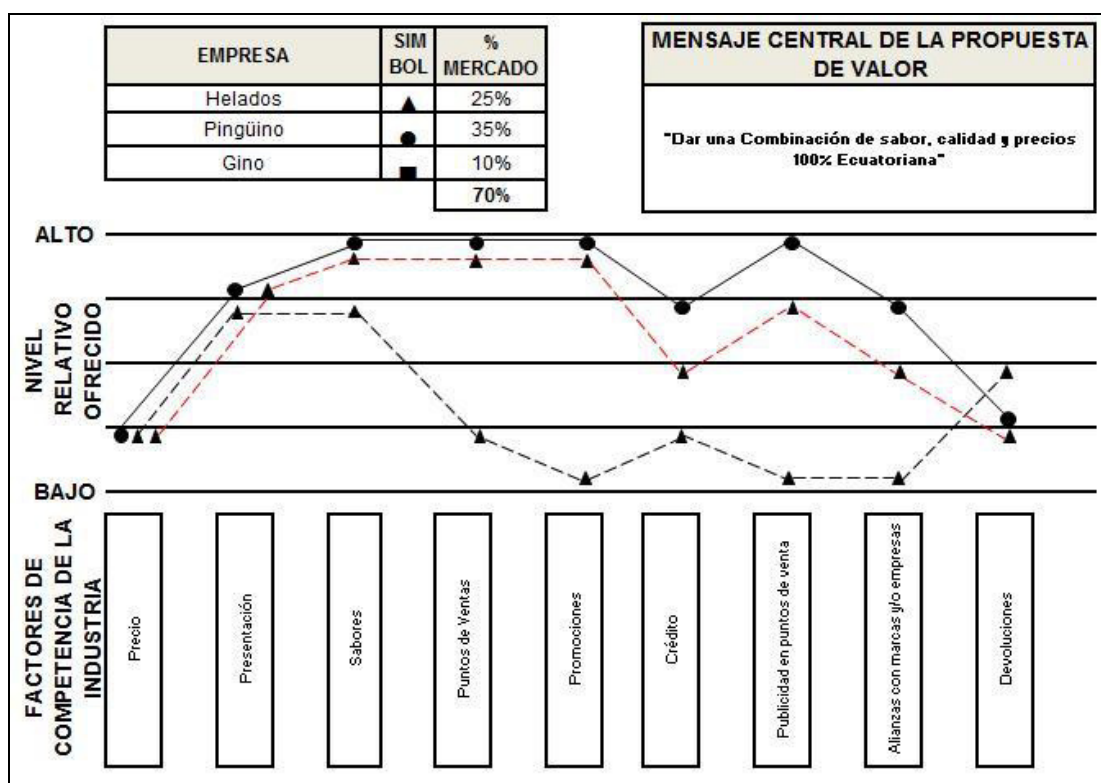 EMPRESA
SIM
BOL
%
MERCADO
Helados
25%
Pingüino
35%
Gino
10%
70%
MENSAJE CENTRAL DE LA PROPUESTA
DE VALOR
"Dar una Combinación de sabor, calidad y precios
100% Ecuatoriana"
ALTO
NIVEL
RELATIVO
OFRECIDO
BAJO
FACTORES DE
COMPETENCIA DE LA
INDUSTRIA
Precio
Presentación
Sabores
Puntos de Ventas
Promociones
Crédito
Publicidad en puntos de venta
Alianzas con marcas y/o empresas
Devoluciones